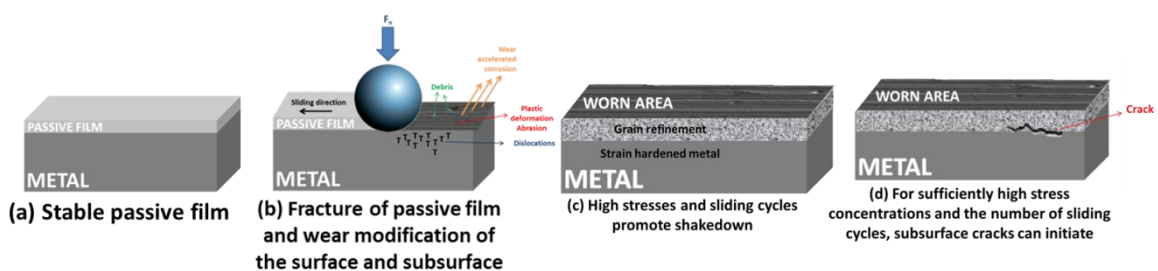 PASSIVE FILM
METAL
(a) Stable passive film
Fn
Wear
accelerated
corrosion
Debris
Sliding direction
PASSIVE FILM
Plastic
deformation
Abrasion
Dislocations
METAL
(b) Fracture of passive film
and wear modification of
the surface and subsurface
WORN AREA
Grain refinement
Strain hardened metal
METAL
(c) High stresses and sliding cycles
promote shakedown
WORN AREA
Crack
METAL
(d) For sufficiently high stress
concentrations and the number of sliding
cycles, subsurface cracks can initiate